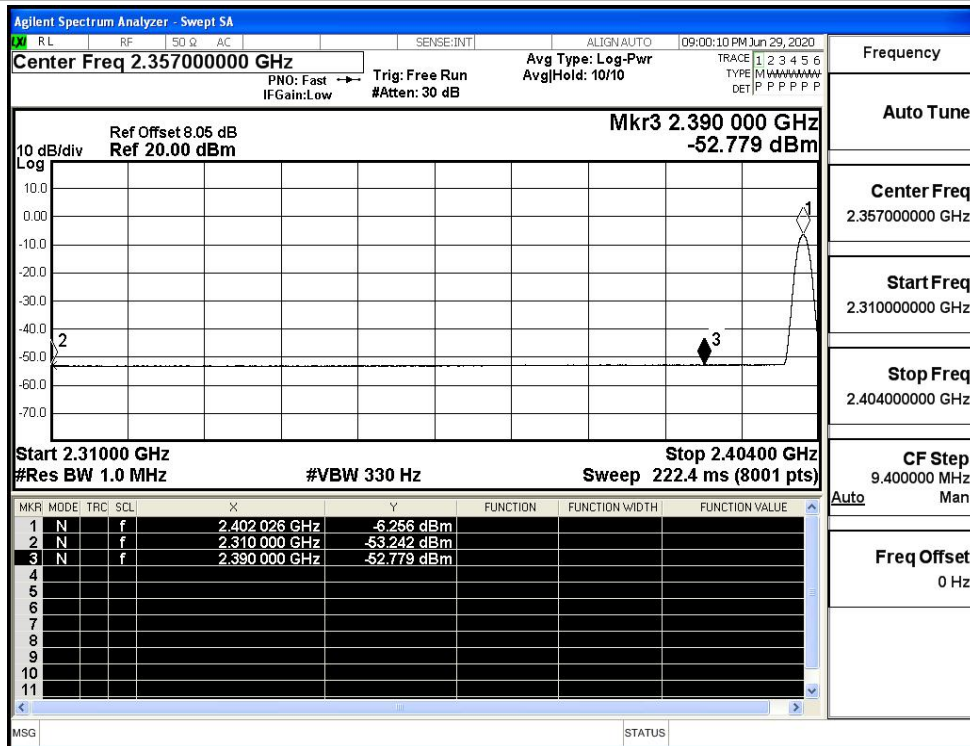 Agilent Spectrum Analyzer - Swept SA
LXI RL RF 50 Ω AC SENSE:INT ALIGN AUTO 09:00:10 PM Jun 29, 2020
Center Freq 2.357000000 GHz
PNO: Fast
IFGain:Low
Trig: Free Run
#Atten: 30 dB
Avg Type: Log-Pwr
Avg|Hold: 10/10
TRACE 1 2 3 4 5 6
TYPE M WWWWW
DET P P P P P P
Ref Offset 8.05 dB
10 dB/div Ref 20.00 dBm
Log
Mkr3 2.390 000 GHz
-52.779 dBm
10.0
0.00
-10.0
-20.0
-30.0
-40.0
-50.0
-60.0
-70.0
1
2
3
Start 2.31000 GHz Stop 2.40400 GHz
#Res BW 1.0 MHz #VBW 330 Hz Sweep 222.4 ms (8001 pts)
MKR MODE TRC SCL X Y FUNCTION FUNCTION WIDTH FUNCTION VALUE
1 N f 2.402 026 GHz -6.256 dBm
2 N f 2.310 000 GHz -53.242 dBm
3 N f 2.390 000 GHz -52.779 dBm
4
5
6
7
8
9
10
11
MSG STATUS
Frequency
Auto Tune
Center Freq
2.357000000 GHz
Start Freq
2.310000000 GHz
Stop Freq
2.404000000 GHz
CF Step
9.400000 MHz
Auto Man
Freq Offset
0 Hz